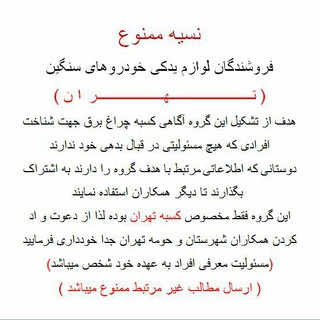 نسیه ممنوع
فروشندگان لوازم یدکی خودروهای سنگین
( تـــــــهـــــــران )
هدف از تشکیل این گروه آگاهی کسبه چراغ برق جهت شناخت
افرادی که هیچ مسئولیتی در قبال بدهی خود ندارند
دوستانی که اطلاعاتی مرتبط با هدف گروه را دارند به اشتراک
بگذارند تا دیگر همکاران استفاده نمایند
این گروه فقط مخصوص کسبه تهران بوده لذا از دعوت و اد
کردن همکاران شهرستان و حومه تهران جدا خودداری فرمایید
(مسئولیت معرفی افراد به عهده خود شخص میباشد)
( ارسال مطالب غیر مرتبط ممنوع میباشد )